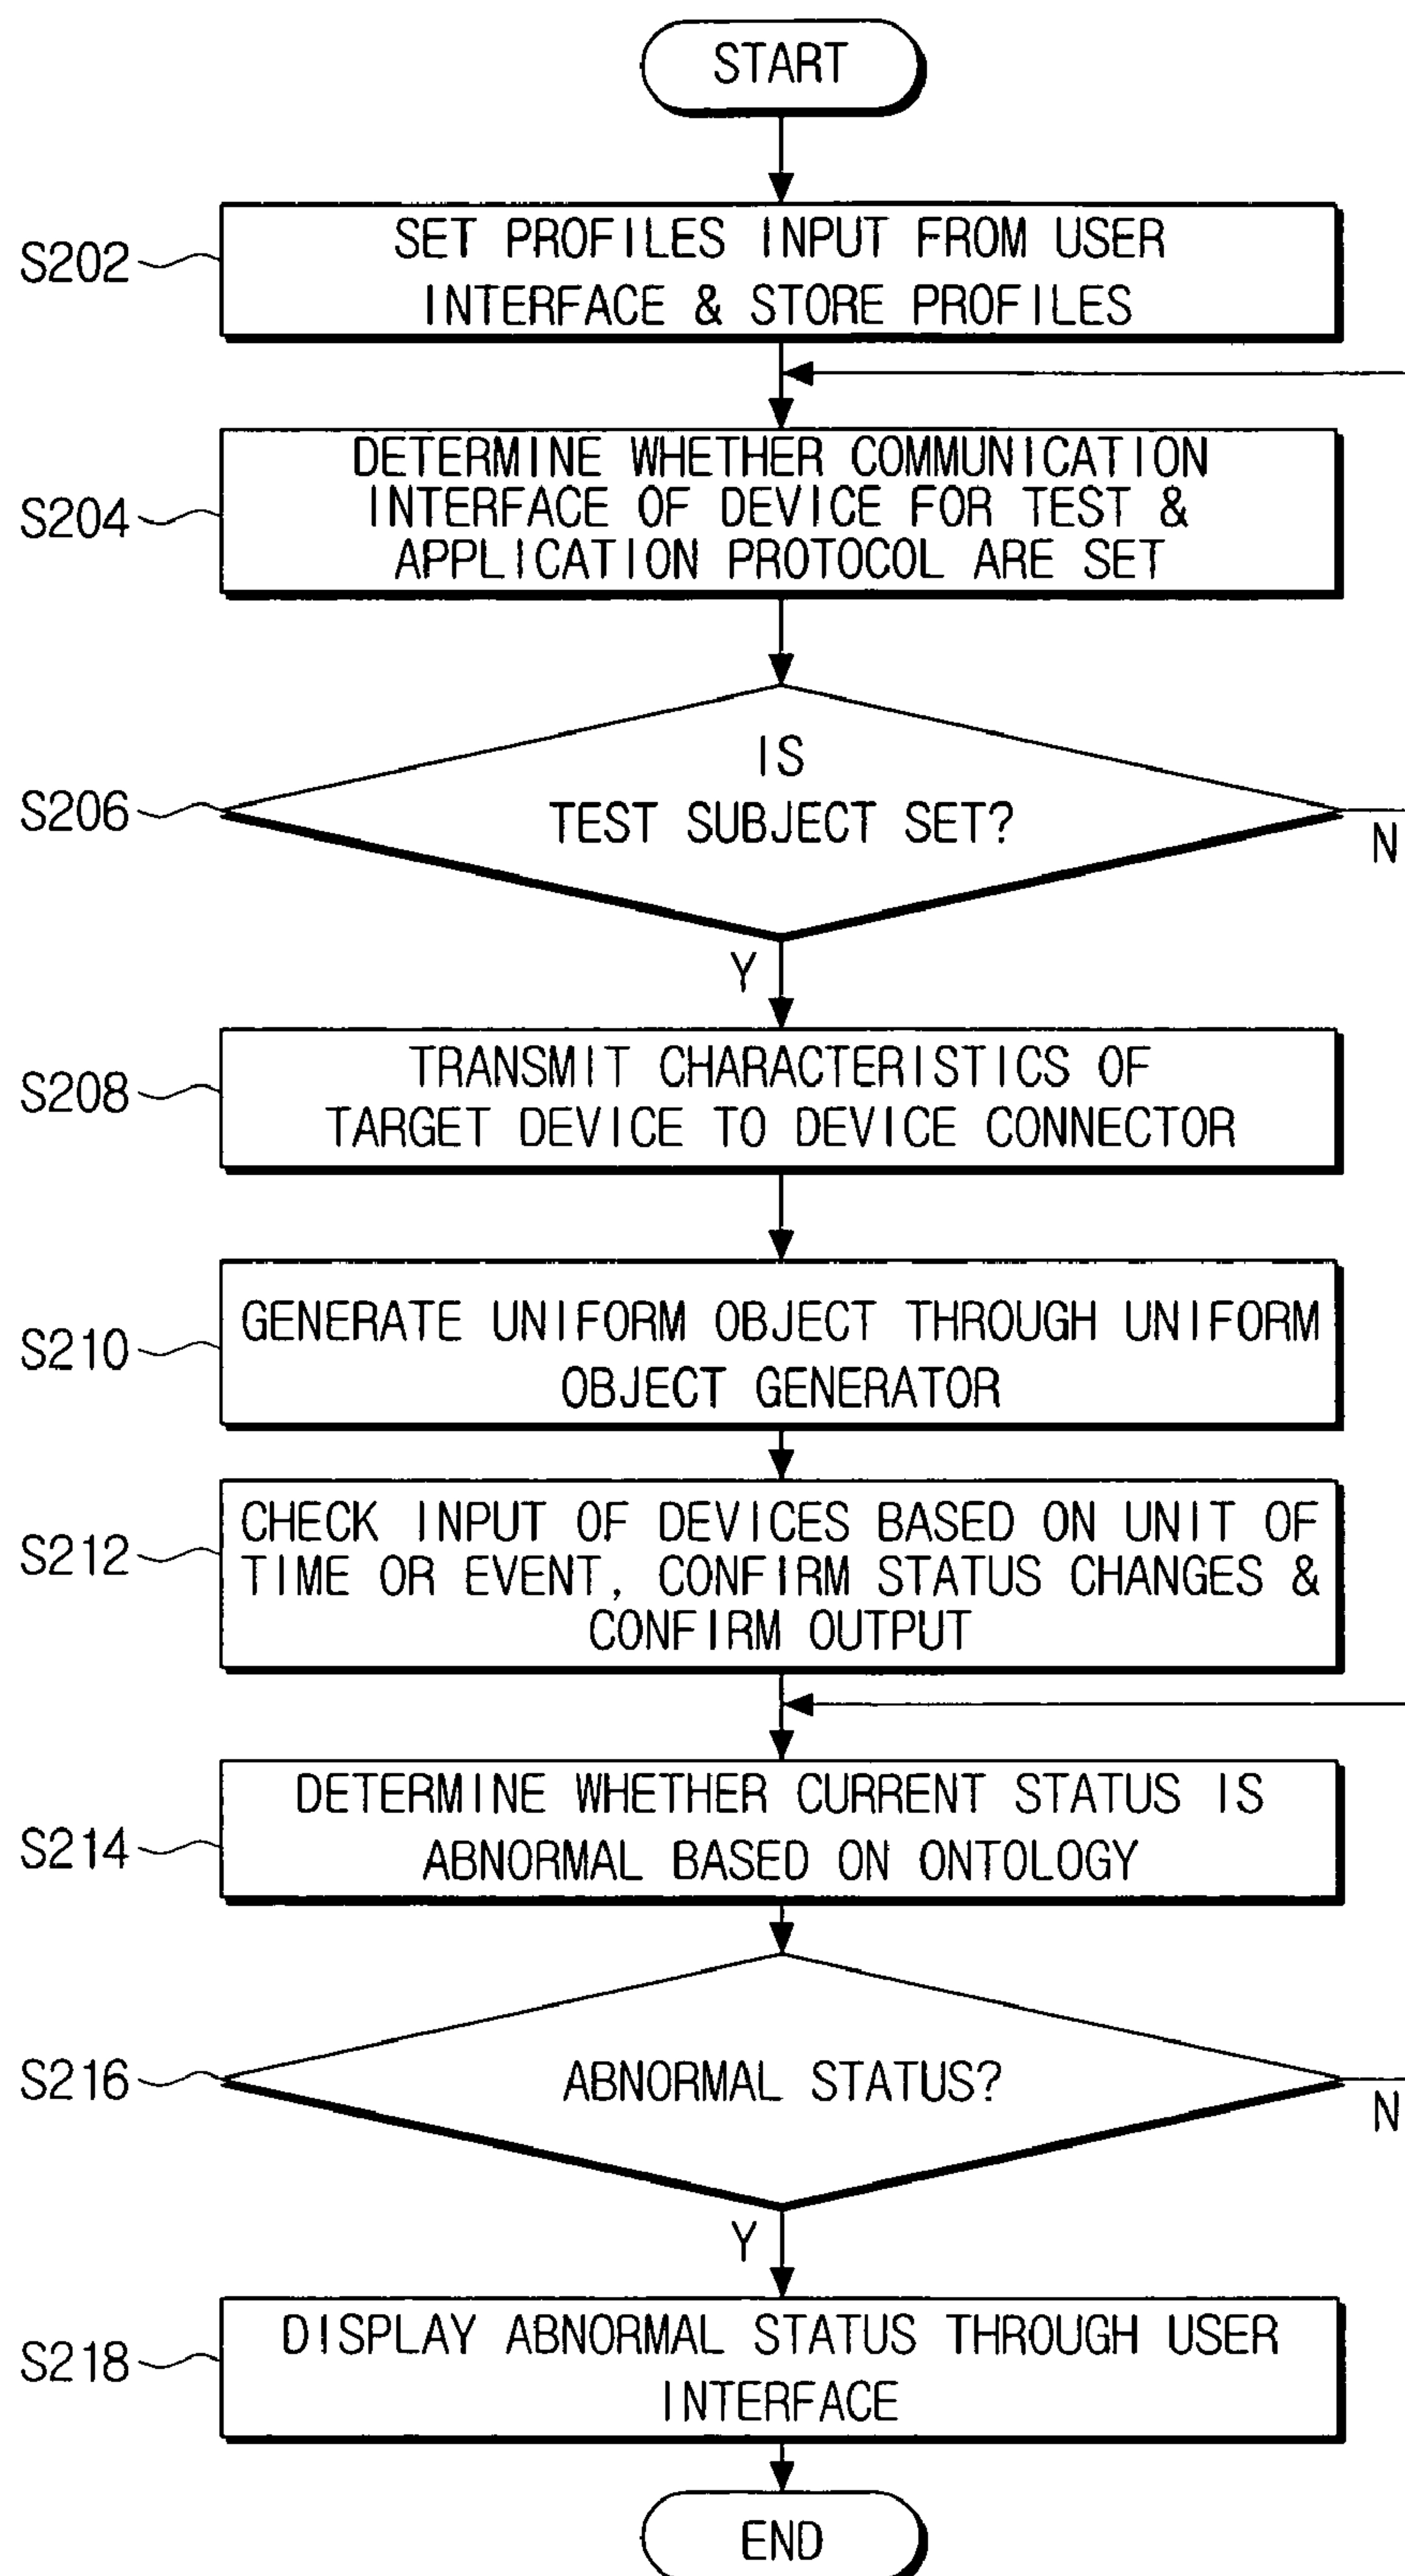 START
S202
SET PROFILES INPUT FROM USER
INTERFACE & STORE PROFILES
S204
DETERMINE WHETHER COMMUNICATION
INTERFACE OF DEVICE FOR TEST &
APPLICATION PROTOCOL ARE SET
S206
IS
TEST SUBJECT SET?
N
Y
S208
TRANSMIT CHARACTERISTICS OF
TARGET DEVICE TO DEVICE CONNECTOR
S210
GENERATE UNIFORM OBJECT THROUGH UNIFORM
OBJECT GENERATOR
S212
CHECK INPUT OF DEVICES BASED ON UNIT OF
TIME OR EVENT, CONFIRM STATUS CHANGES &
CONFIRM OUTPUT
S214
DETERMINE WHETHER CURRENT STATUS IS
ABNORMAL BASED ON ONTOLOGY
S216
ABNORMAL STATUS?
N
Y
S218
DISPLAY ABNORMAL STATUS THROUGH USER
INTERFACE
END